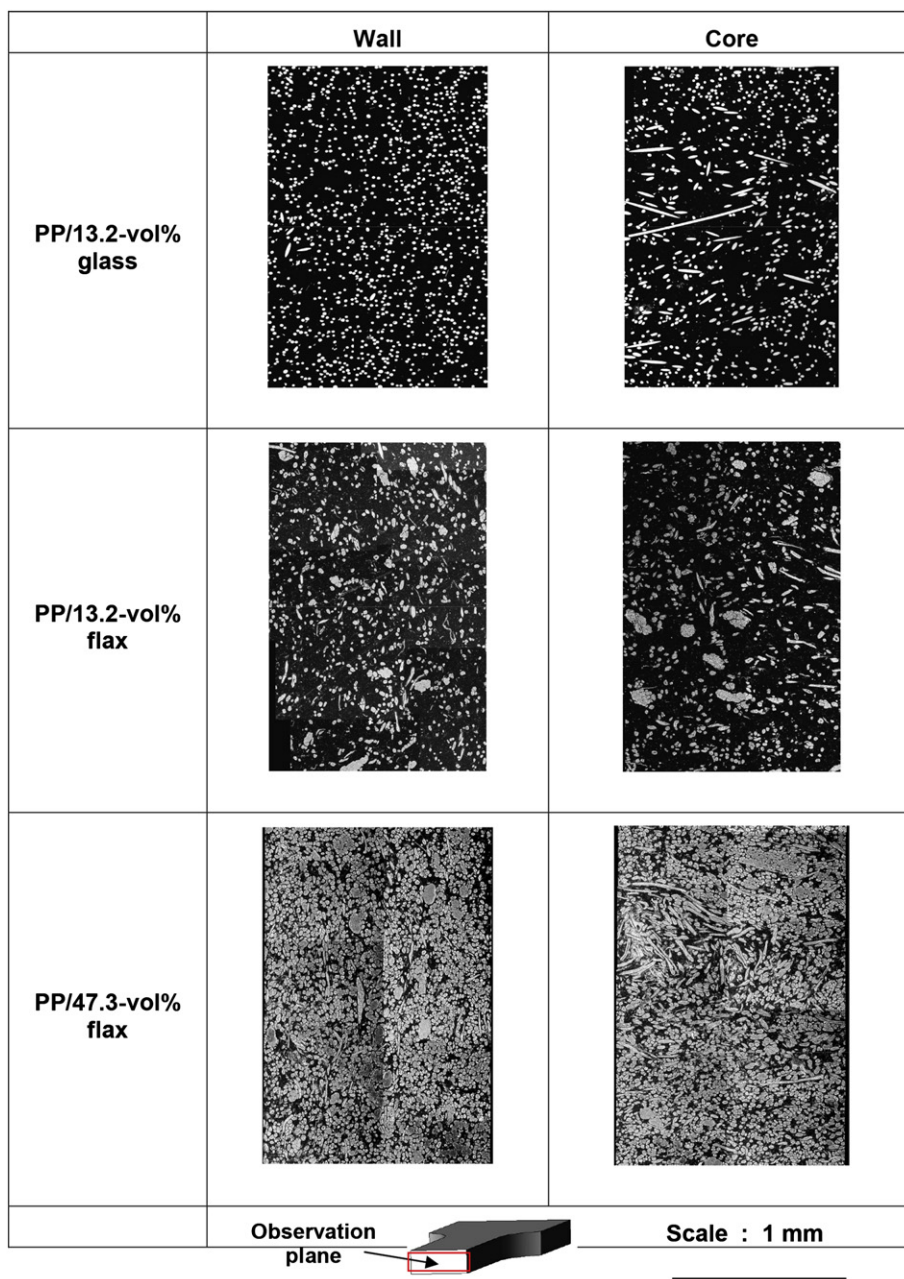 Wall
Core
PP/13.2-vol%
glass
PP/13.2-vol%
flax
PP/47.3-vol%
flax
Observation
plane
Scale : 1 mm